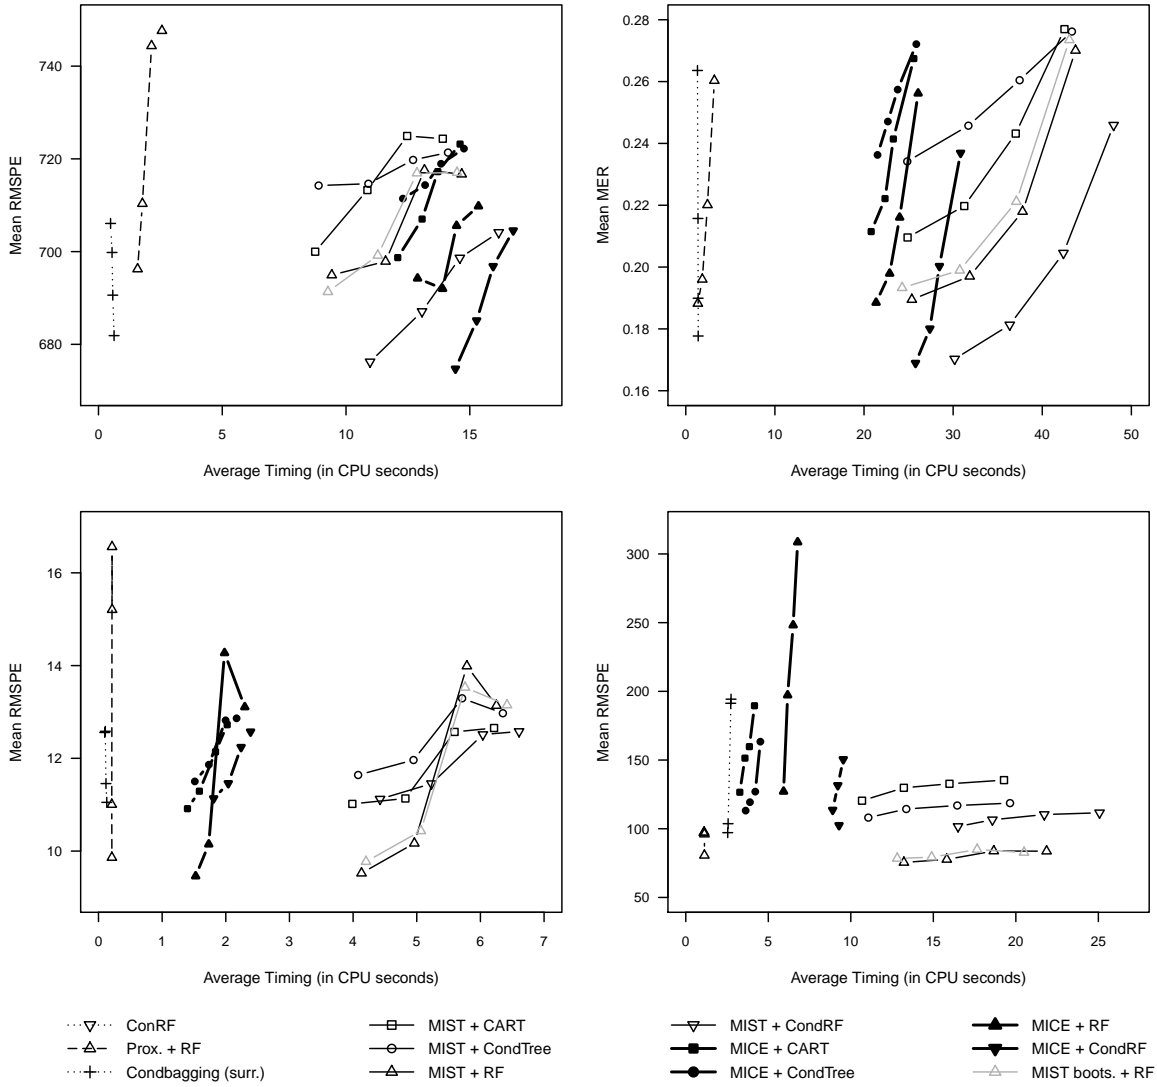 Mean RMSPE
740
720
700
680
0 5 10 15
Average Timing (in CPU seconds)
Mean MER
0.28
0.26
0.24
0.22
0.20
0.18
0.16
0 10 20 30 40 50
Average Timing (in CPU seconds)
Mean RMSPE
16
14
12
10
0 1 2 3 4 5 6 7
Average Timing (in CPU seconds)
Mean RMSPE
300
250
200
150
100
50
0 5 10 15 20 25
Average Timing (in CPU seconds)
ConRF
Prox. + RF
Condbagging (surr.)
MIST + CART
MIST + CondTree
MIST + RF
MIST + CondRF
MICE + CART
MICE + CondTree
MICE + RF
MICE + CondRF
MIST boots. + RF